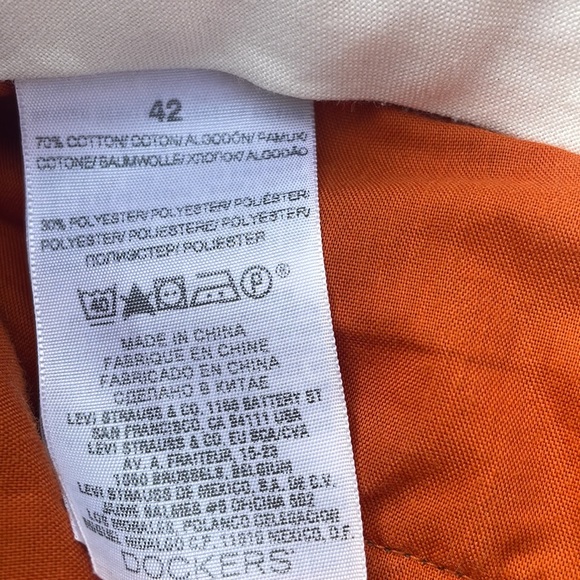 42
70% COTTON/ COTON/ ALGODÓN/ PAMUK/
COTONE/ BAUMWOLLE/ ХЛОПОК/ ALGODÃO
30% POLYESTER/ POLYESTER/ POLIÉSTER/
POLYESTER/ POLIESTERE/ POLYESTER/
ПОЛИЭСТЕР/ POLIESTER
40 P ®
MADE IN CHINA
FABRIQUE EN CHINE
FABRICADO EN CHINA
СДЕЛАНО В КИТАЕ
LEVI STRAUSS & CO. 1155 BATTERY ST
SAN FRANCISCO, CA 94111 USA
LEVI STRAUSS & CO. EU SCA/CVA
AV. A. FRAITEUR, 15-23
1050 BRUSSELS, BELGIUM
LEVI STRAUSS DE MEXICO, S.A. DE C.V.
JAIME BALMES #8 OFICINA 502
LOS MORALES, POLANCO DELEGACION
MIGUEL HIDALGO C.P. 11510 MEXICO, D.F.
DOCKERS